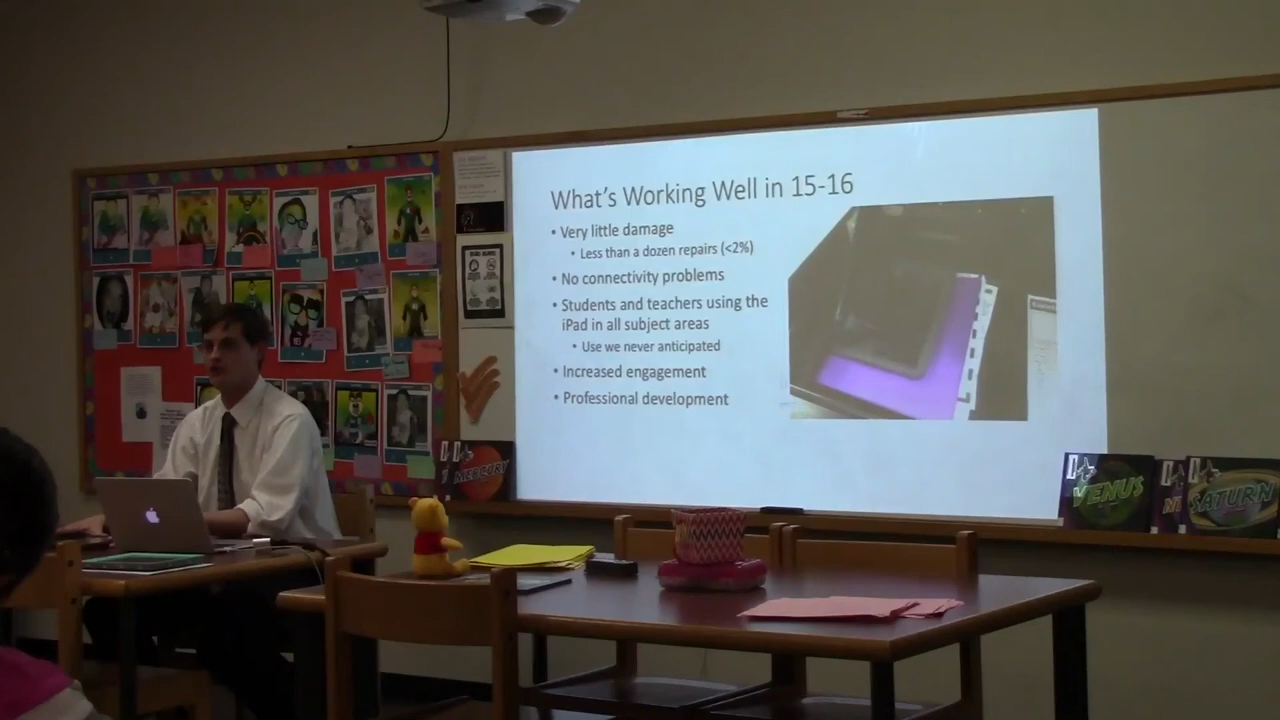 What's Working Well in 15-16
• Very little damage
• Less than a dozen repairs (<2%)
• No connectivity problems
• Students and teachers using the
iPad in all subject areas
• Use we never anticipated
• Increased engagement
• Professional development
MERCURY
VENUS
SATURN